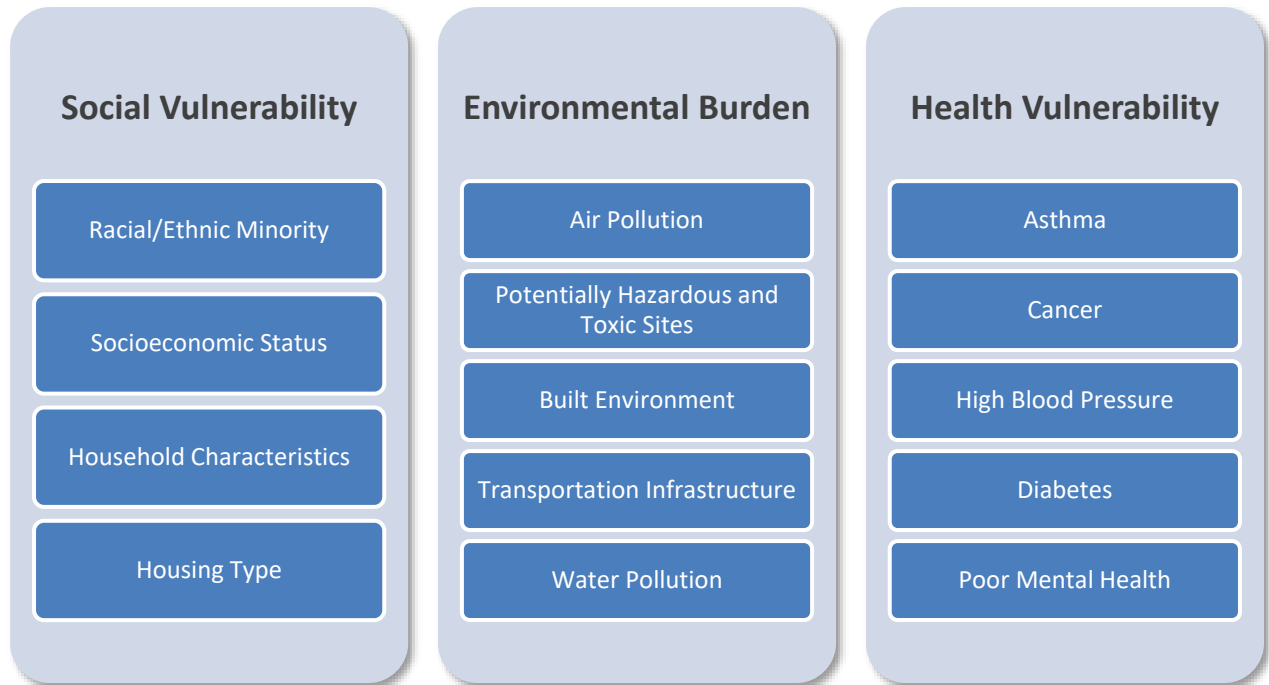 Social Vulnerability
Racial/Ethnic Minority
Socioeconomic Status
Household Characteristics
Housing Type
Environmental Burden
Air Pollution
Potentially Hazardous and
Toxic Sites
Built Environment
Transportation Infrastructure
Water Pollution
Health Vulnerability
Asthma
Cancer
High Blood Pressure
Diabetes
Poor Mental Health